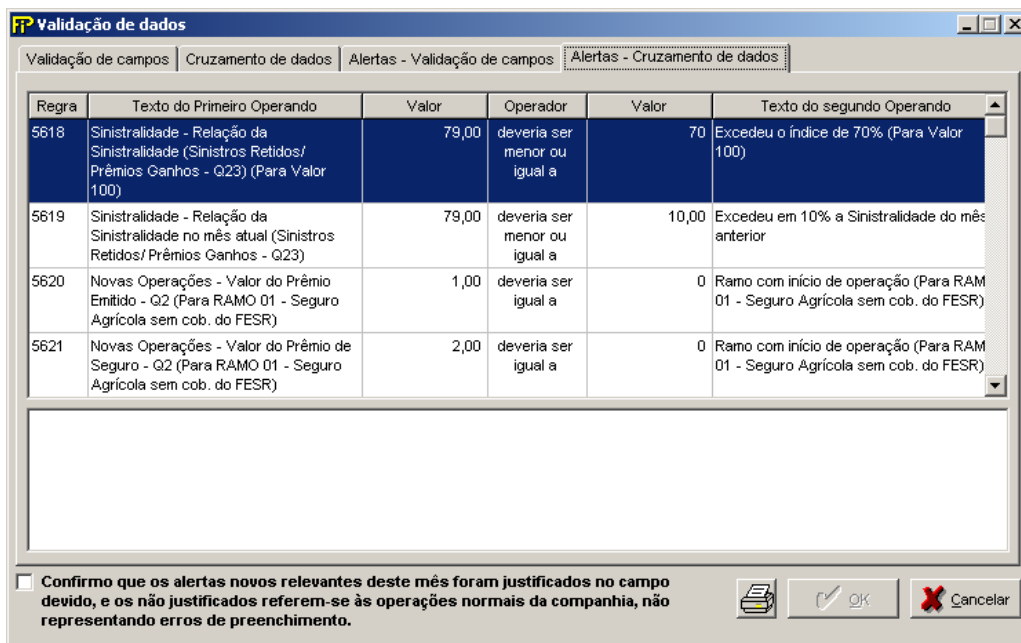 FIP Validação de dados
Validação de campos Cruzamento de dados Alertas - Validação de campos Alertas - Cruzamento de dados
Regra Texto do Primeiro Operando Valor Operador Valor Texto do segundo Operando
5618 Sinistralidade - Relação da 79,00 deveria ser 70 Excedeu o índice de 70% (Para Valor
Sinistralidade (Sinistros Retidos/ menor ou 100)
Prêmios Ganhos - Q23) (Para Valor igual a
100)
5619 Sinistralidade - Relação da 79,00 deveria ser 10,00 Excedeu em 10% a Sinistralidade do mês
Sinistralidade no mês atual (Sinistros menor ou anterior
Retidos/ Prêmios Ganhos - Q23) igual a
5620 Novas Operações - Valor do Prêmio 1,00 deveria ser 0 Ramo com início de operação (Para RAM
Emitido - Q2 (Para RAMO 01 - Seguro igual a 01 - Seguro Agrícola sem cob. do FESR)
Agrícola sem cob. do FESR)
5621 Novas Operações - Valor do Prêmio de 2,00 deveria ser 0 Ramo com início de operação (Para RAM
Seguro - Q2 (Para RAMO 01 - Seguro igual a 01 - Seguro Agrícola sem cob. do FESR)
Agrícola sem cob. do FESR)
Confirmo que os alertas novos relevantes deste mês foram justificados no campo
devido, e os não justificados referem-se às operações normais da companhia, não
representando erros de preenchimento.
OK Cancelar